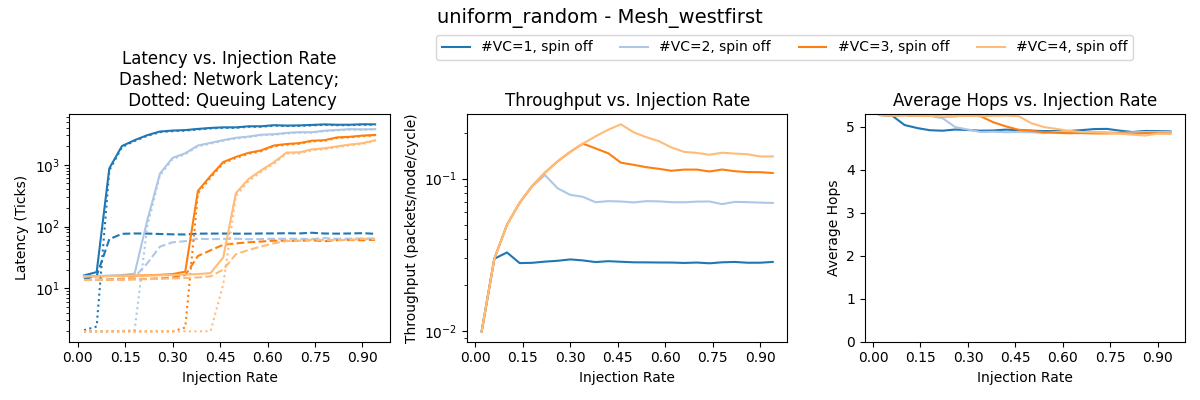 uniform_random - Mesh_westfirst
#VC=1, spin off
#VC=2, spin off
#VC=3, spin off
#VC=4, spin off
Latency vs. Injection Rate
Dashed: Network Latency;
Dotted: Queuing Latency
Latency (Ticks)
10³
10²
10¹
0.00 0.15 0.30 0.45 0.60 0.75 0.90
Injection Rate
Throughput vs. Injection Rate
Throughput (packets/node/cycle)
10⁻¹
10⁻²
0.00 0.15 0.30 0.45 0.60 0.75 0.90
Injection Rate
Average Hops vs. Injection Rate
Average Hops
5
4
3
2
1
0
0.00 0.15 0.30 0.45 0.60 0.75 0.90
Injection Rate